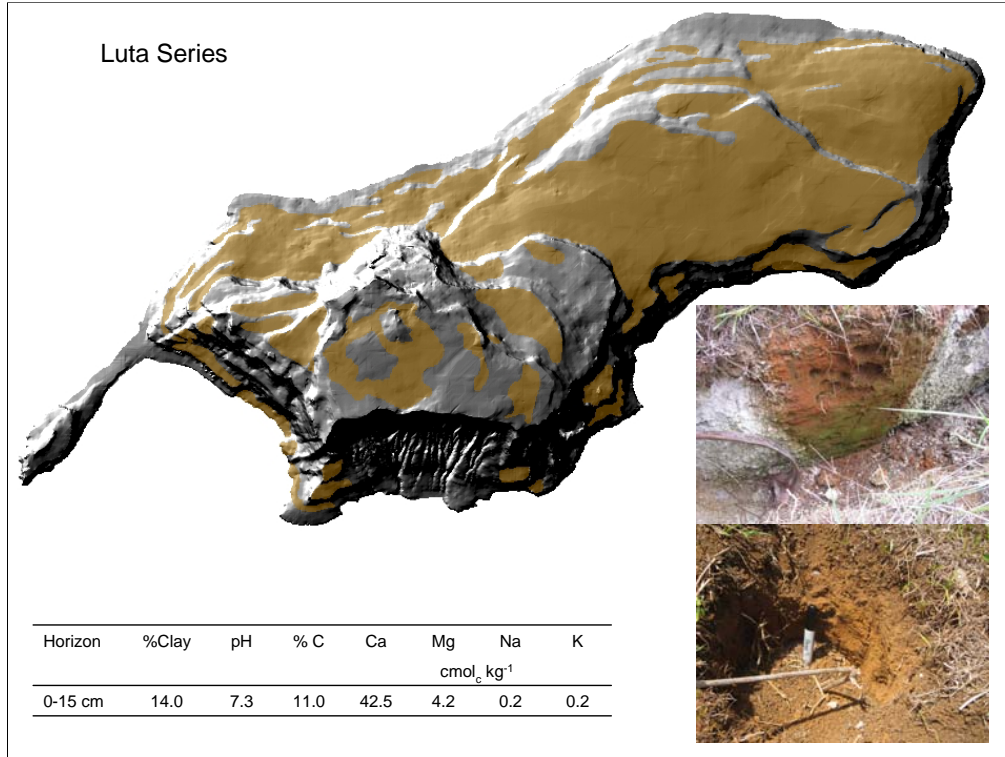 Luta Series
Horizon %Clay pH % C Ca Mg Na K
cmolc kg-1
0-15 cm 14.0 7.3 11.0 42.5 4.2 0.2 0.2